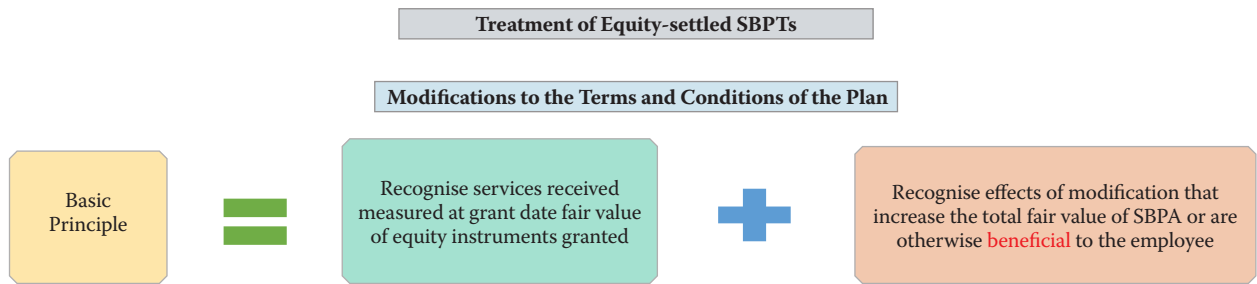 Treatment of Equity-settled SBPTs
Modifications to the Terms and Conditions of the Plan
Basic
Principle
Recognise services received
measured at grant date fair value
of equity instruments granted
Recognise effects of modification that
increase the total fair value of SBPA or are
otherwise beneficial to the employee